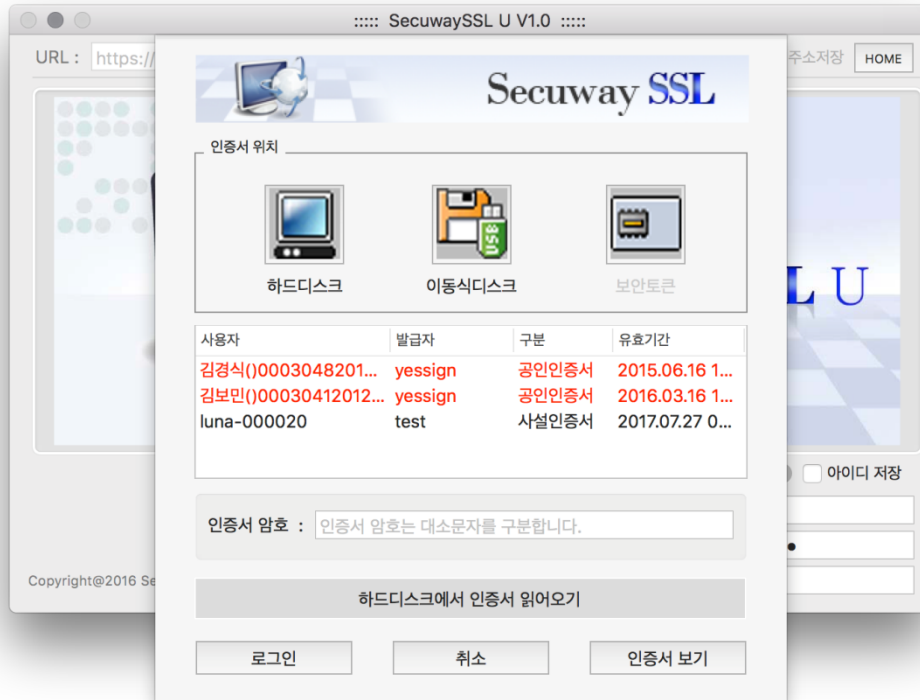 ::::: SecuwaySSL U V1.0 :::::
URL : https://
주소저장 HOME
Secuway SSL
인증서 위치
USB
하드디스크 이동식디스크 보안토큰
L U
사용자 발급자 구분 유효기간
김경식()0003048201... yessign 공인인증서 2015.06.16 1...
김보민()00030412012... yessign 공인인증서 2016.03.16 1...
luna-000020 test 사설인증서 2017.07.27 0...
아이디 저장
인증서 암호 : 인증서 암호는 대소문자를 구분합니다.
Copyright@2016 Se
하드디스크에서 인증서 읽어오기
로그인 취소 인증서 보기